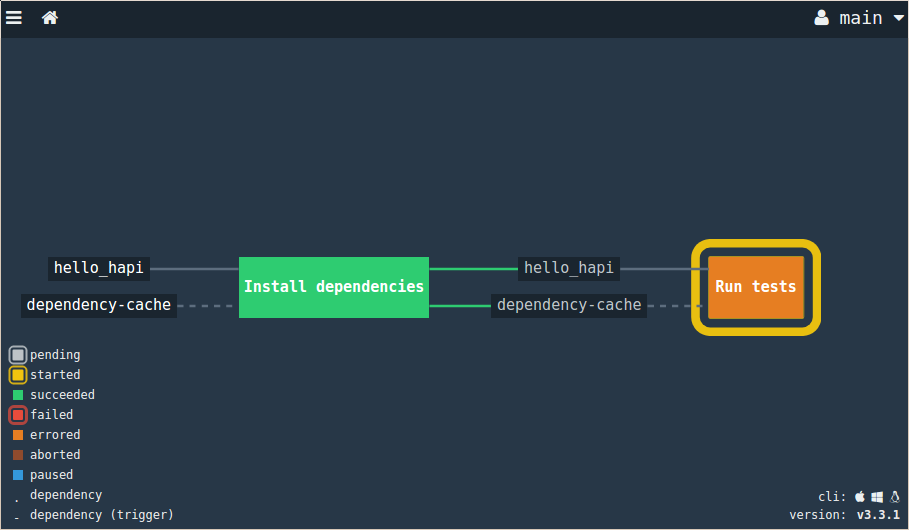 main
hello_hapi
Install dependencies
hello_hapi
Run tests
dependency-cache
dependency-cache
pending
started
succeeded
failed
errored
aborted
paused
dependency
dependency (trigger)
cli:
version: v3.3.1